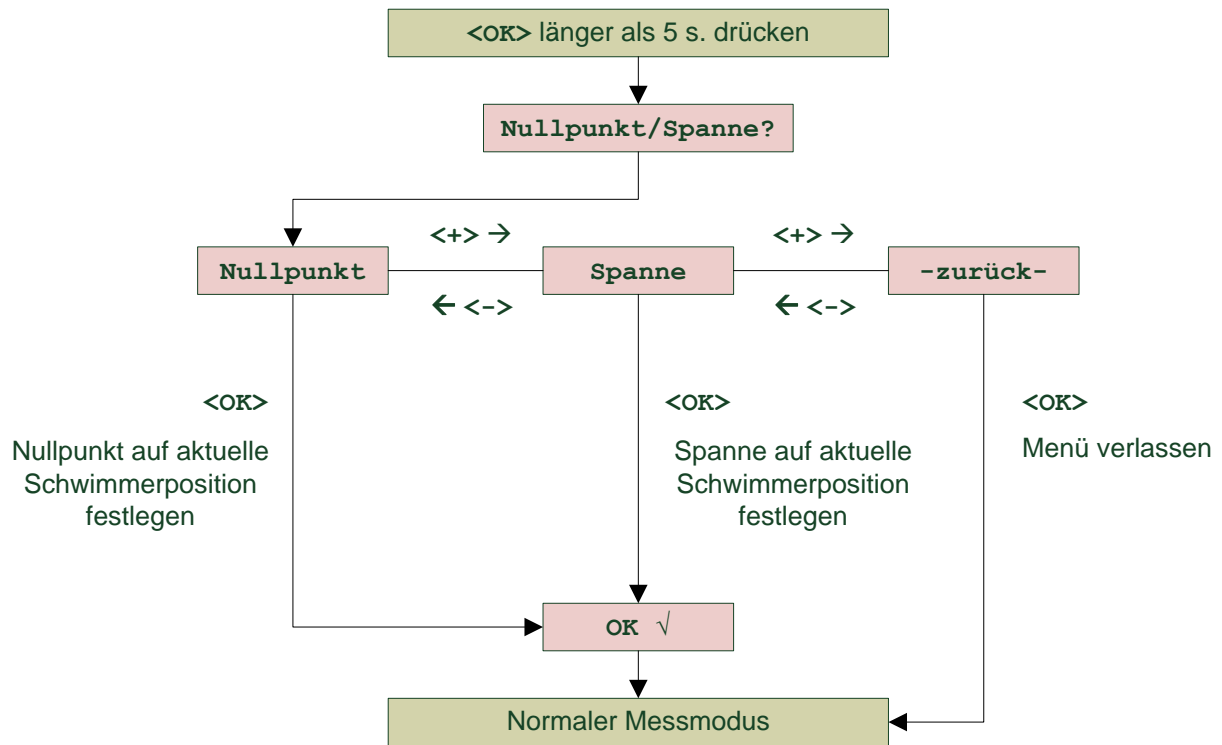 <OK> länger als 5 s. drücken
Nullpunkt/Spanne?
<+> → <+> →
Nullpunkt Spanne -zurück-
← <-> ← <->
<OK>
Nullpunkt auf aktuelle
Schwimmerposition
festlegen
<OK>
Spanne auf aktuelle
Schwimmerposition
festlegen
<OK>
Menü verlassen
OK √
Normaler Messmodus